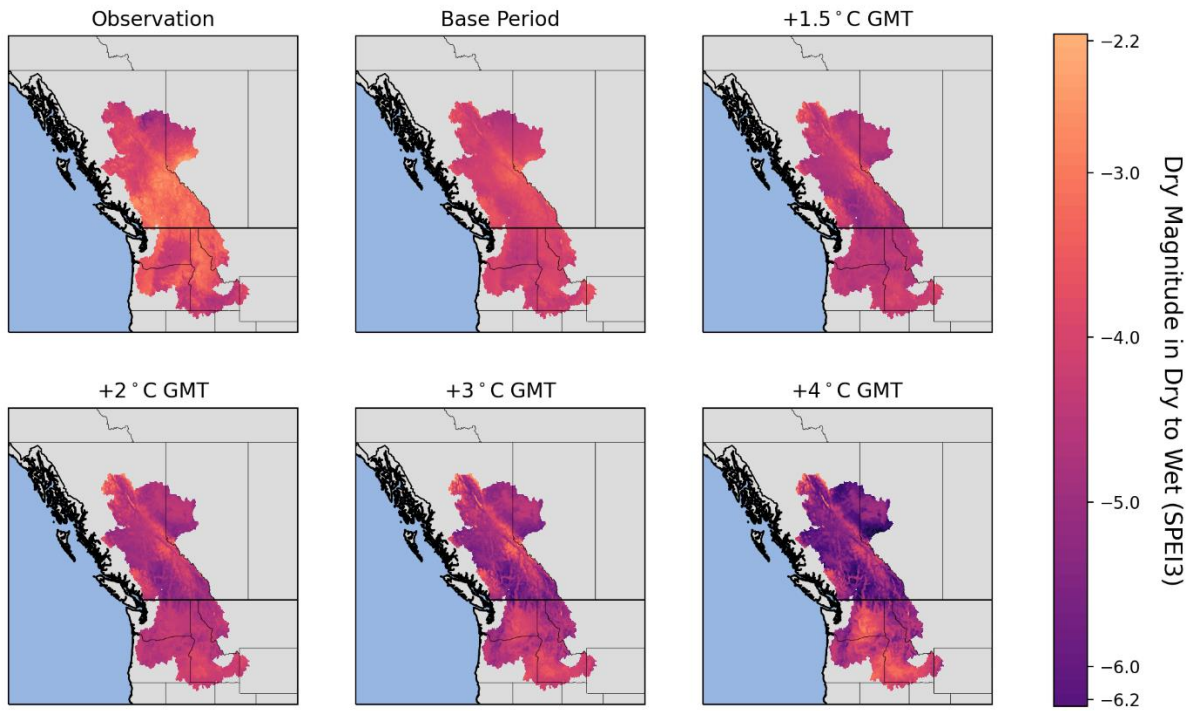 Observation
Base Period
+1.5°C GMT
+2°C GMT
+3°C GMT
+4°C GMT
−2.2
−3.0
−4.0
−5.0
−6.0
−6.2
Dry Magnitude in Dry to Wet (SPEI3)